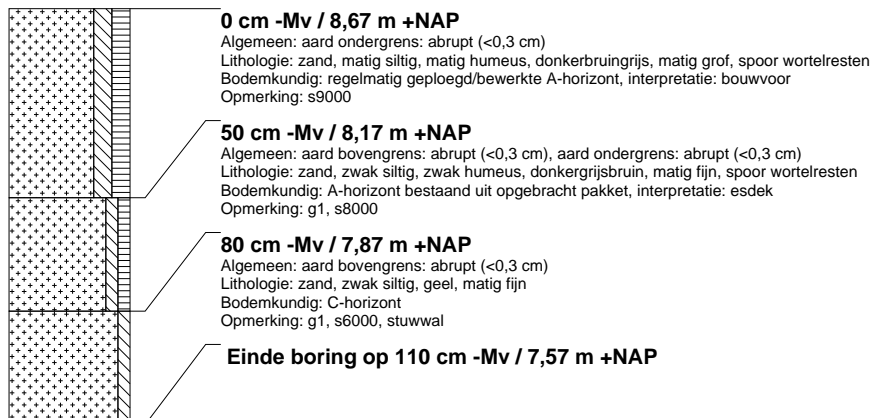 0 cm -Mv / 8,67 m +NAP
Algemeen: aard ondergrens: abrupt (<0,3 cm)
Lithologie: zand, matig siltig, matig humeus, donkerbruingrijs, matig grof, spoor wortelresten
Bodemkundig: regelmatig geploegd/bewerkte A-horizont, interpretatie: bouwvoor
Opmerking: s9000
50 cm -Mv / 8,17 m +NAP
Algemeen: aard bovengrens: abrupt (<0,3 cm), aard ondergrens: abrupt (<0,3 cm)
Lithologie: zand, zwak siltig, zwak humeus, donkergrijsbruin, matig fijn, spoor wortelresten
Bodemkundig: A-horizont bestaand uit opgebracht pakket, interpretatie: esdek
Opmerking: g1, s8000
80 cm -Mv / 7,87 m +NAP
Algemeen: aard bovengrens: abrupt (<0,3 cm)
Lithologie: zand, zwak siltig, geel, matig fijn
Bodemkundig: C-horizont
Opmerking: g1, s6000, stuwwal
Einde boring op 110 cm -Mv / 7,57 m +NAP